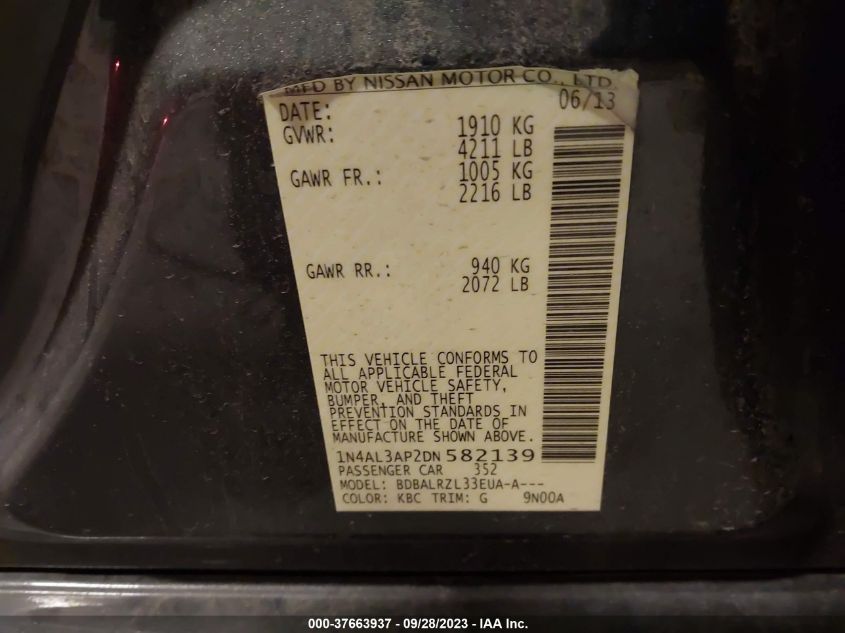 MFD BY NISSAN MOTOR CO., LTD
DATE: 06/13
GVWR: 1910 KG
4211 LB
GAWR FR.: 1005 KG
2216 LB
GAWR RR.: 940 KG
2072 LB
THIS VEHICLE CONFORMS TO
ALL APPLICABLE FEDERAL
MOTOR VEHICLE SAFETY,
BUMPER, AND THEFT
PREVENTION STANDARDS IN
EFFECT ON THE DATE OF
MANUFACTURE SHOWN ABOVE.
1N4AL3AP2DN582139
PASSENGER CAR 352
MODEL: BDBALRZL33EUA-A---
COLOR: KBC TRIM: G 9N00A
000-37663937 - 09/28/2023 - IAA Inc.